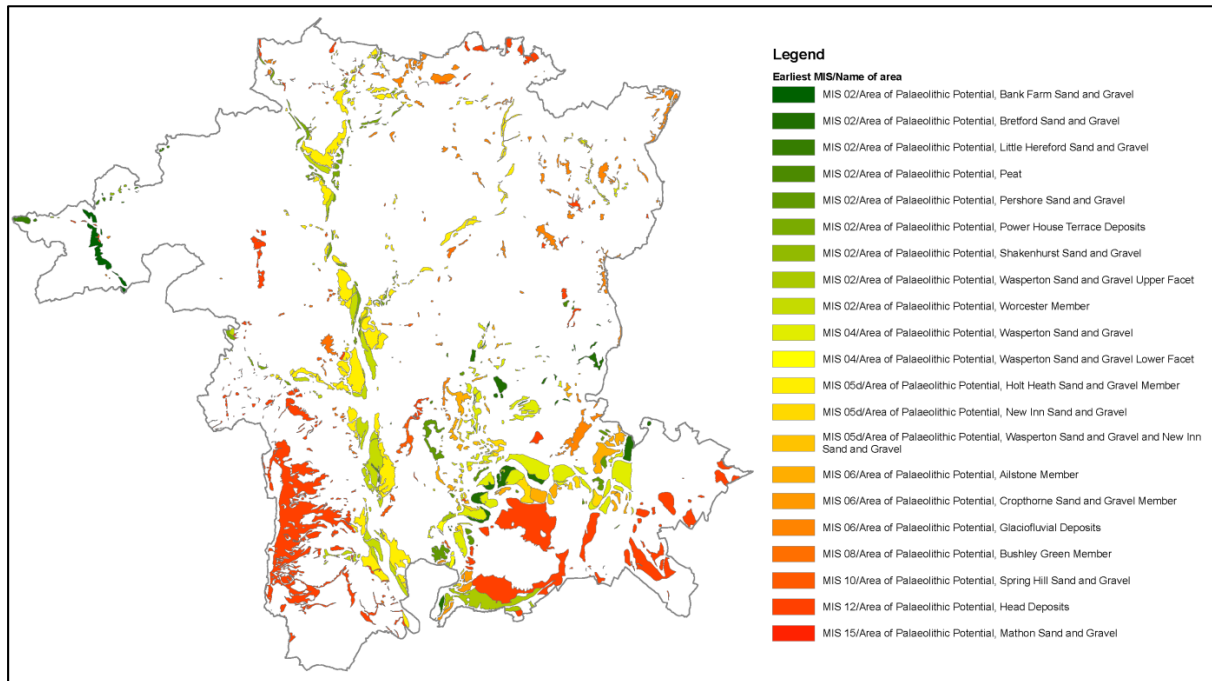 Legend
Earliest MIS/Name of area
MIS 02/Area of Palaeolithic Potential, Bank Farm Sand and Gravel
MIS 02/Area of Palaeolithic Potential, Bretford Sand and Gravel
MIS 02/Area of Palaeolithic Potential, Little Hereford Sand and Gravel
MIS 02/Area of Palaeolithic Potential, Peat
MIS 02/Area of Palaeolithic Potential, Pershore Sand and Gravel
MIS 02/Area of Palaeolithic Potential, Power House Terrace Deposits
MIS 02/Area of Palaeolithic Potential, Shakenhurst Sand and Gravel
MIS 02/Area of Palaeolithic Potential, Wasperton Sand and Gravel Upper Facet
MIS 02/Area of Palaeolithic Potential, Worcester Member
MIS 04/Area of Palaeolithic Potential, Wasperton Sand and Gravel
MIS 04/Area of Palaeolithic Potential, Wasperton Sand and Gravel Lower Facet
MIS 05d/Area of Palaeolithic Potential, Holt Heath Sand and Gravel Member
MIS 05d/Area of Palaeolithic Potential, New Inn Sand and Gravel
MIS 05d/Area of Palaeolithic Potential, Wasperton Sand and Gravel and New Inn
Sand and Gravel
MIS 06/Area of Palaeolithic Potential, Ailstone Member
MIS 06/Area of Palaeolithic Potential, Cropthorne Sand and Gravel Member
MIS 06/Area of Palaeolithic Potential, Glaciofluvial Deposits
MIS 08/Area of Palaeolithic Potential, Bushley Green Member
MIS 10/Area of Palaeolithic Potential, Spring Hill Sand and Gravel
MIS 12/Area of Palaeolithic Potential, Head Deposits
MIS 15/Area of Palaeolithic Potential, Mathon Sand and Gravel